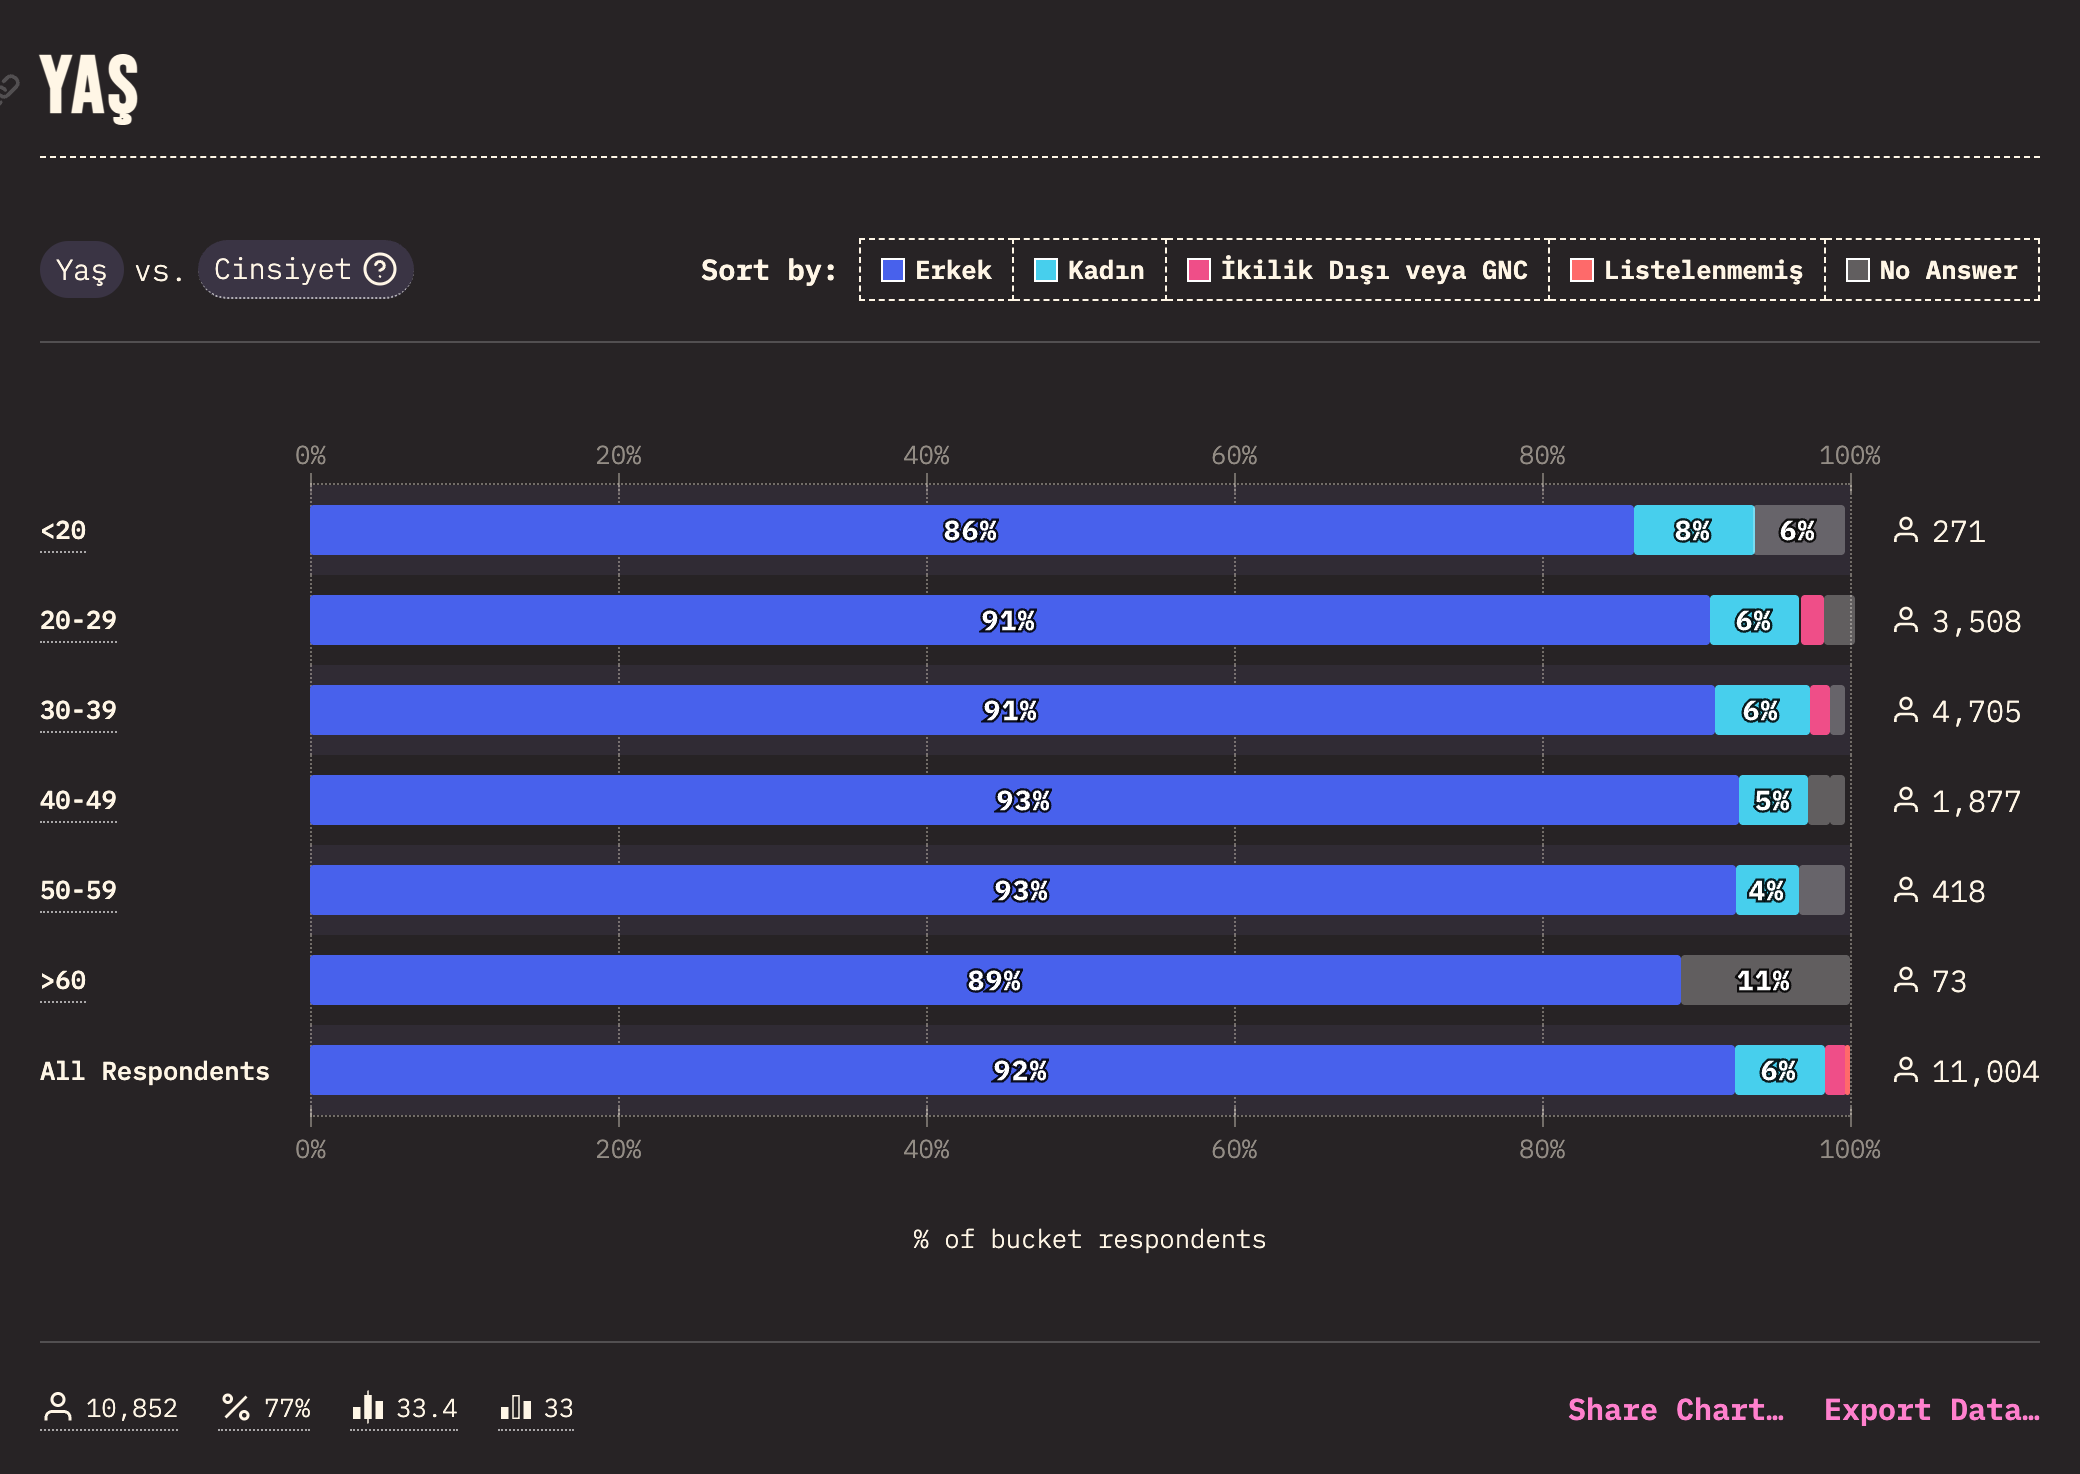 YAŞ
Yaş vs. Cinsiyet ?
Sort by: Erkek Kadın İkilik Dışı veya GNC Listelenmemiş No Answer
0% 20% 40% 60% 80% 100%
<20 86% 8% 6% 271
20-29 91% 6% 3,508
30-39 91% 6% 4,705
40-49 93% 5% 1,877
50-59 93% 4% 418
>60 89% 11% 73
All Respondents 92% 6% 11,004
0% 20% 40% 60% 80% 100%
% of bucket respondents
10,852 % 77% 33.4 33 Share Chart… Export Data…